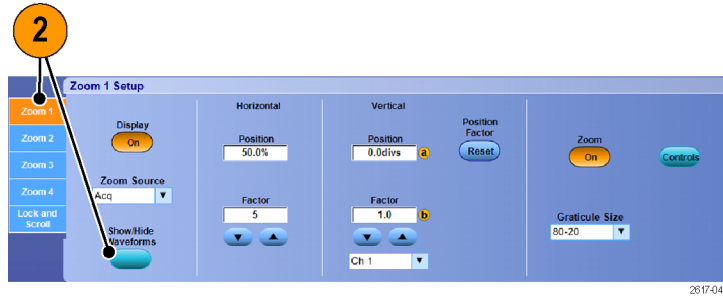 2
Zoom 1 Setup
Zoom 1
Zoom 2
Zoom 3
Zoom 4
Lock and
Scroll
Display
On
Zoom Source
Acq
Show/Hide
Waveforms
Horizontal
Position
50.0%
Factor
5
Vertical
Position
0.0divs
a
Factor
1.0
b
Ch 1
Position
Factor
Reset
Zoom
On
Graticule Size
80-20
Controls
2617-04